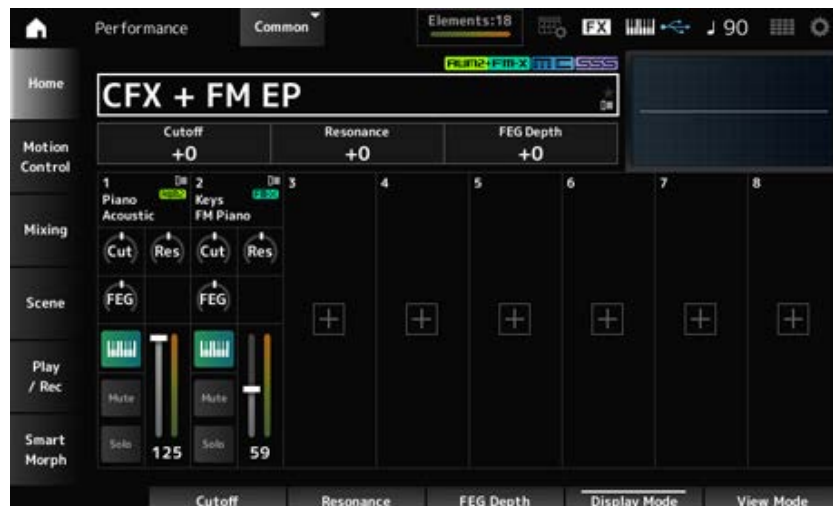 Performance Common Elements:18 FX ♩ 90
Home
AWM2+FM-X M C SSS
CFX + FM EP
Cutoff Resonance FEG Depth
+0 +0 +0
Motion
Control
1 2 3 4 5 6 7 8
Piano Keys
Acoustic FM Piano
Mixing
Cut Res Cut Res
Scene
FEG FEG
Play
/ Rec
Mute Mute
Smart
Morph
Solo 125 Solo 59
Cutoff Resonance FEG Depth Display Mode View Mode